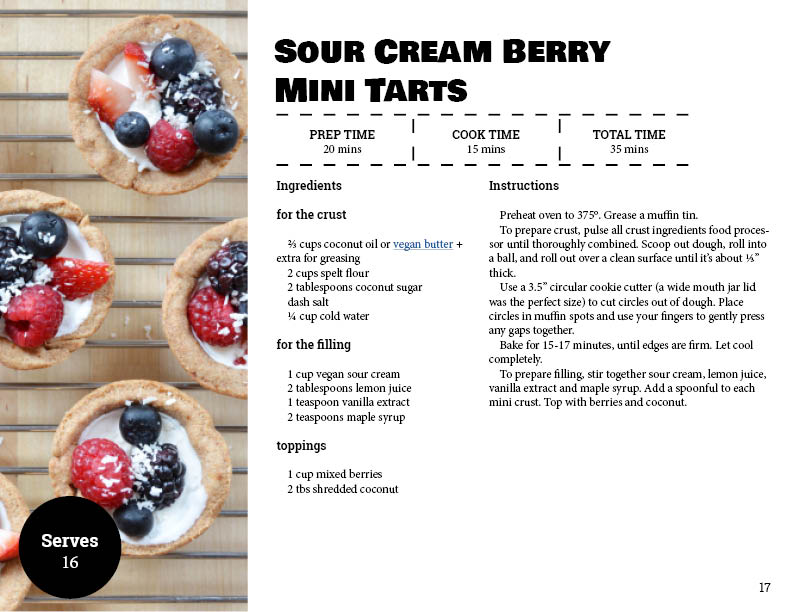 Sour Cream Berry
Mini Tarts
PREP TIME
20 mins
COOK TIME
15 mins
TOTAL TIME
35 mins
Ingredients
for the crust
⅔ cups coconut oil or vegan butter +
extra for greasing
2 cups spelt flour
2 tablespoons coconut sugar
dash salt
¼ cup cold water
for the filling
1 cup vegan sour cream
2 tablespoons lemon juice
1 teaspoon vanilla extract
2 teaspoons maple syrup
toppings
1 cup mixed berries
2 tbs shredded coconut
Instructions
Preheat oven to 375°. Grease a muffin tin.
To prepare crust, pulse all crust ingredients food proces-
sor until thoroughly combined. Scoop out dough, roll into
a ball, and roll out over a clean surface until it's about ⅛"
thick.
Use a 3.5" circular cookie cutter (a wide mouth jar lid
was the perfect size) to cut circles out of dough. Place
circles in muffin spots and use your fingers to gently press
any gaps together.
Bake for 15-17 minutes, until edges are firm. Let cool
completely.
To prepare filling, stir together sour cream, lemon juice,
vanilla extract and maple syrup. Add a spoonful to each
mini crust. Top with berries and coconut.
Serves
16
17